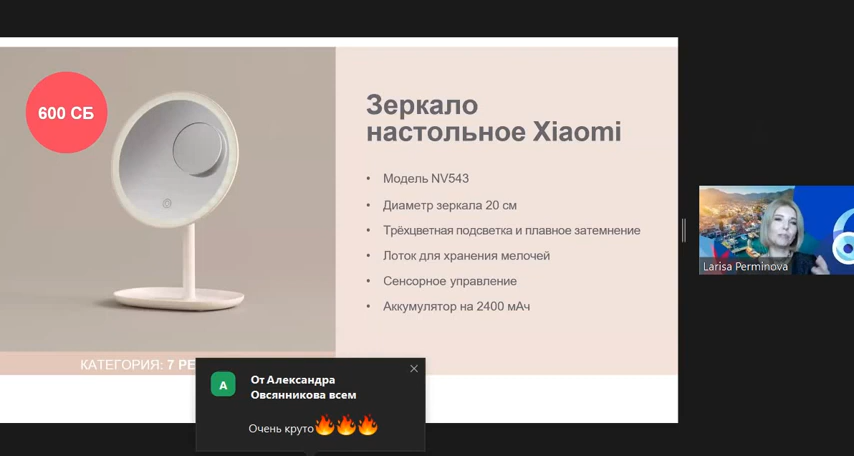 600 СБ
Зеркало
настольное Xiaomi
• Модель NV543
• Диаметр зеркала 20 см
• Трёхцветная подсветка и плавное затемнение
• Лоток для хранения мелочей
• Сенсорное управление
• Аккумулятор на 2400 мАч
КАТЕГОРИЯ: 7
Larisa Perminova
А
От Александра
Овсянникова всем
Очень круто🔥🔥🔥